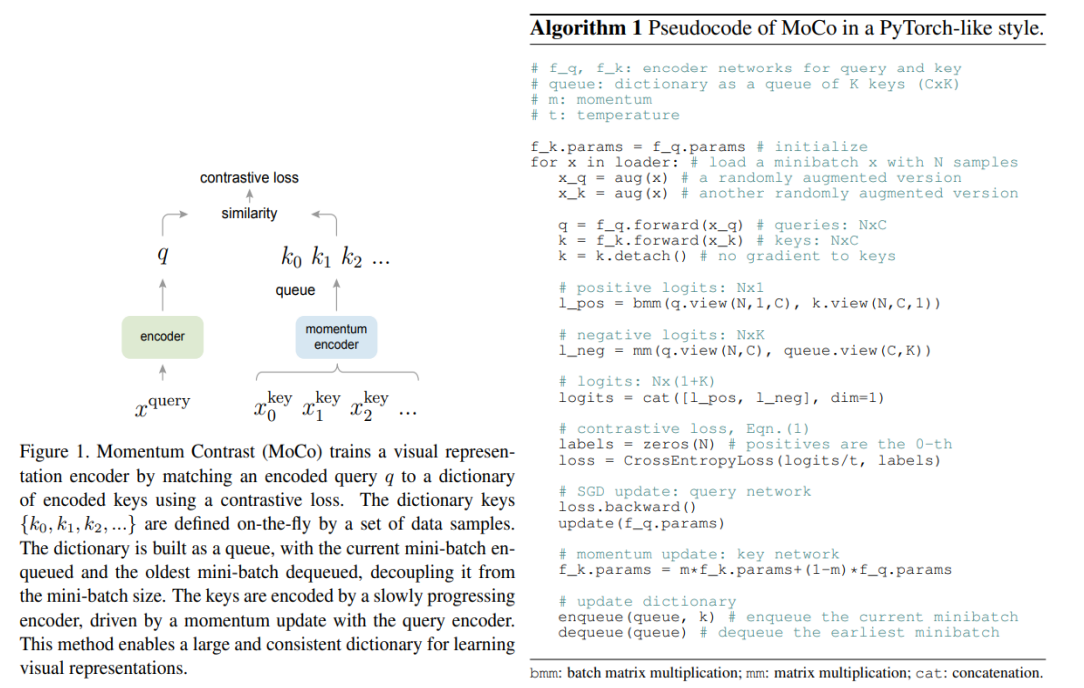 contrastive loss
similarity
q
k0 k1 k2 ...
queue
encoder
momentum
encoder
x^query
x_0^key x_1^key x_2^key ...
Figure 1. Momentum Contrast (MoCo) trains a visual represen-
tation encoder by matching an encoded query q to a dictionary
of encoded keys using a contrastive loss. The dictionary keys
{k0, k1, k2, ...} are defined on-the-fly by a set of data samples.
The dictionary is built as a queue, with the current mini-batch en-
queued and the oldest mini-batch dequeued, decoupling it from
the mini-batch size. The keys are encoded by a slowly progressing
encoder, driven by a momentum update with the query encoder.
This method enables a large and consistent dictionary for learning
visual representations.
Algorithm 1 Pseudocode of MoCo in a PyTorch-like style.
# f_q, f_k: encoder networks for query and key
# queue: dictionary as a queue of K keys (CxK)
# m: momentum
# t: temperature
f_k.params = f_q.params # initialize
for x in loader: # load a minibatch x with N samples
x_q = aug(x) # a randomly augmented version
x_k = aug(x) # another randomly augmented version
q = f_q.forward(x_q) # queries: NxC
k = f_k.forward(x_k) # keys: NxC
k = k.detach() # no gradient to keys
# positive logits: Nx1
l_pos = bmm(q.view(N,1,C), k.view(N,C,1))
# negative logits: NxK
l_neg = mm(q.view(N,C), queue.view(C,K))
# logits: Nx(1+K)
logits = cat([l_pos, l_neg], dim=1)
# contrastive loss, Eqn.(1)
labels = zeros(N) # positives are the 0-th
loss = CrossEntropyLoss(logits/t, labels)
# SGD update: query network
loss.backward()
update(f_q.params)
# momentum update: key network
f_k.params = m*f_k.params+(1-m)*f_q.params
# update dictionary
enqueue(queue, k) # enqueue the current minibatch
dequeue(queue) # dequeue the earliest minibatch
bmm: batch matrix multiplication; mm: matrix multiplication; cat: concatenation.